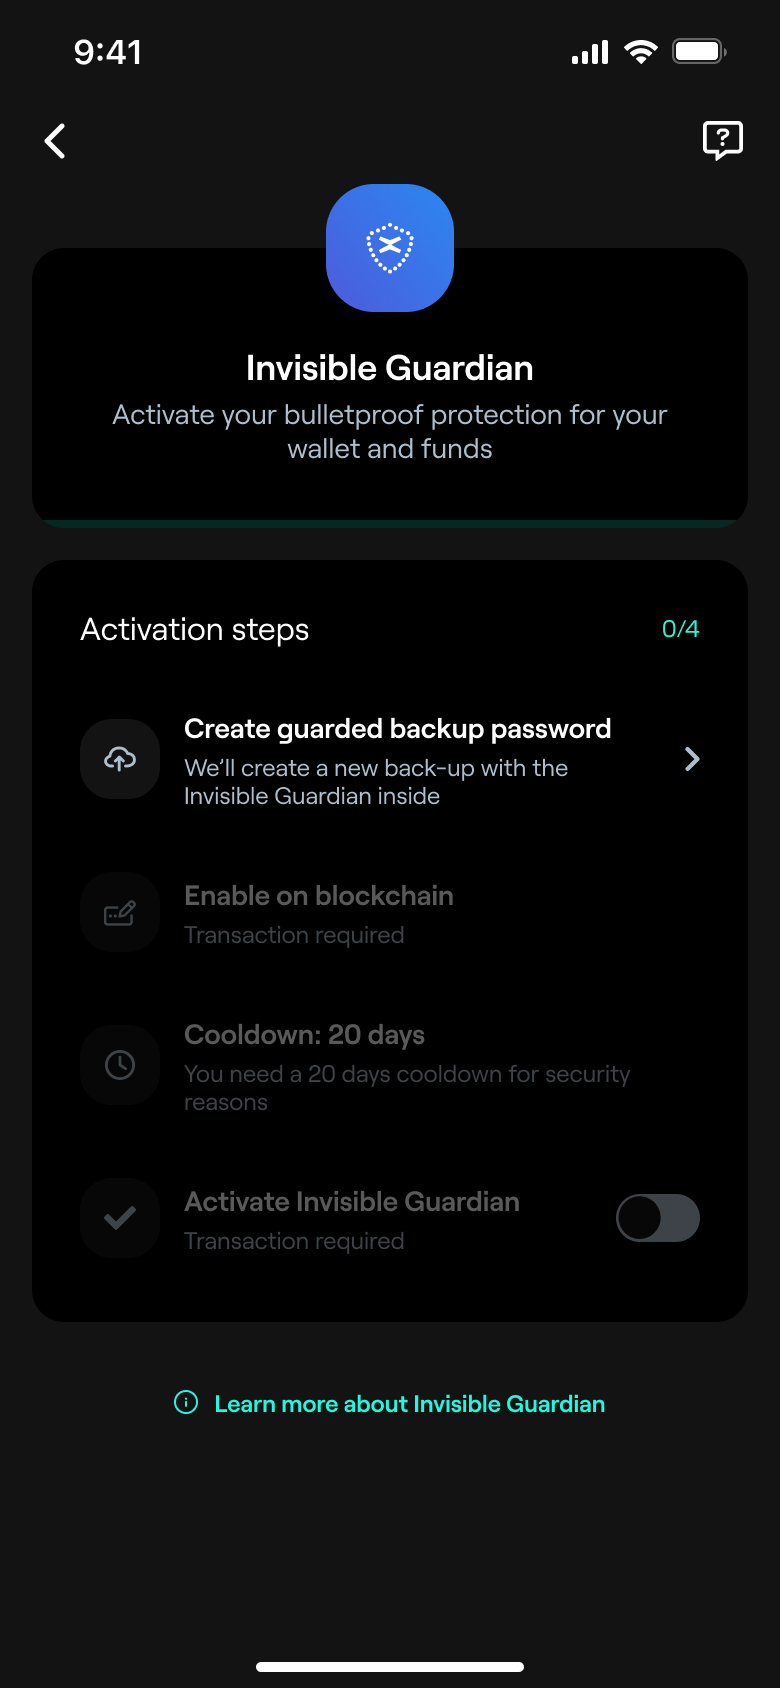 9:41
Invisible Guardian
Activate your bulletproof protection for your
wallet and funds
Activation steps
0/4
Create guarded backup password
We’ll create a new back-up with the
Invisible Guardian inside
Enable on blockchain
Transaction required
Cooldown: 20 days
You need a 20 days cooldown for security
reasons
Activate Invisible Guardian
Transaction required
Learn more about Invisible Guardian